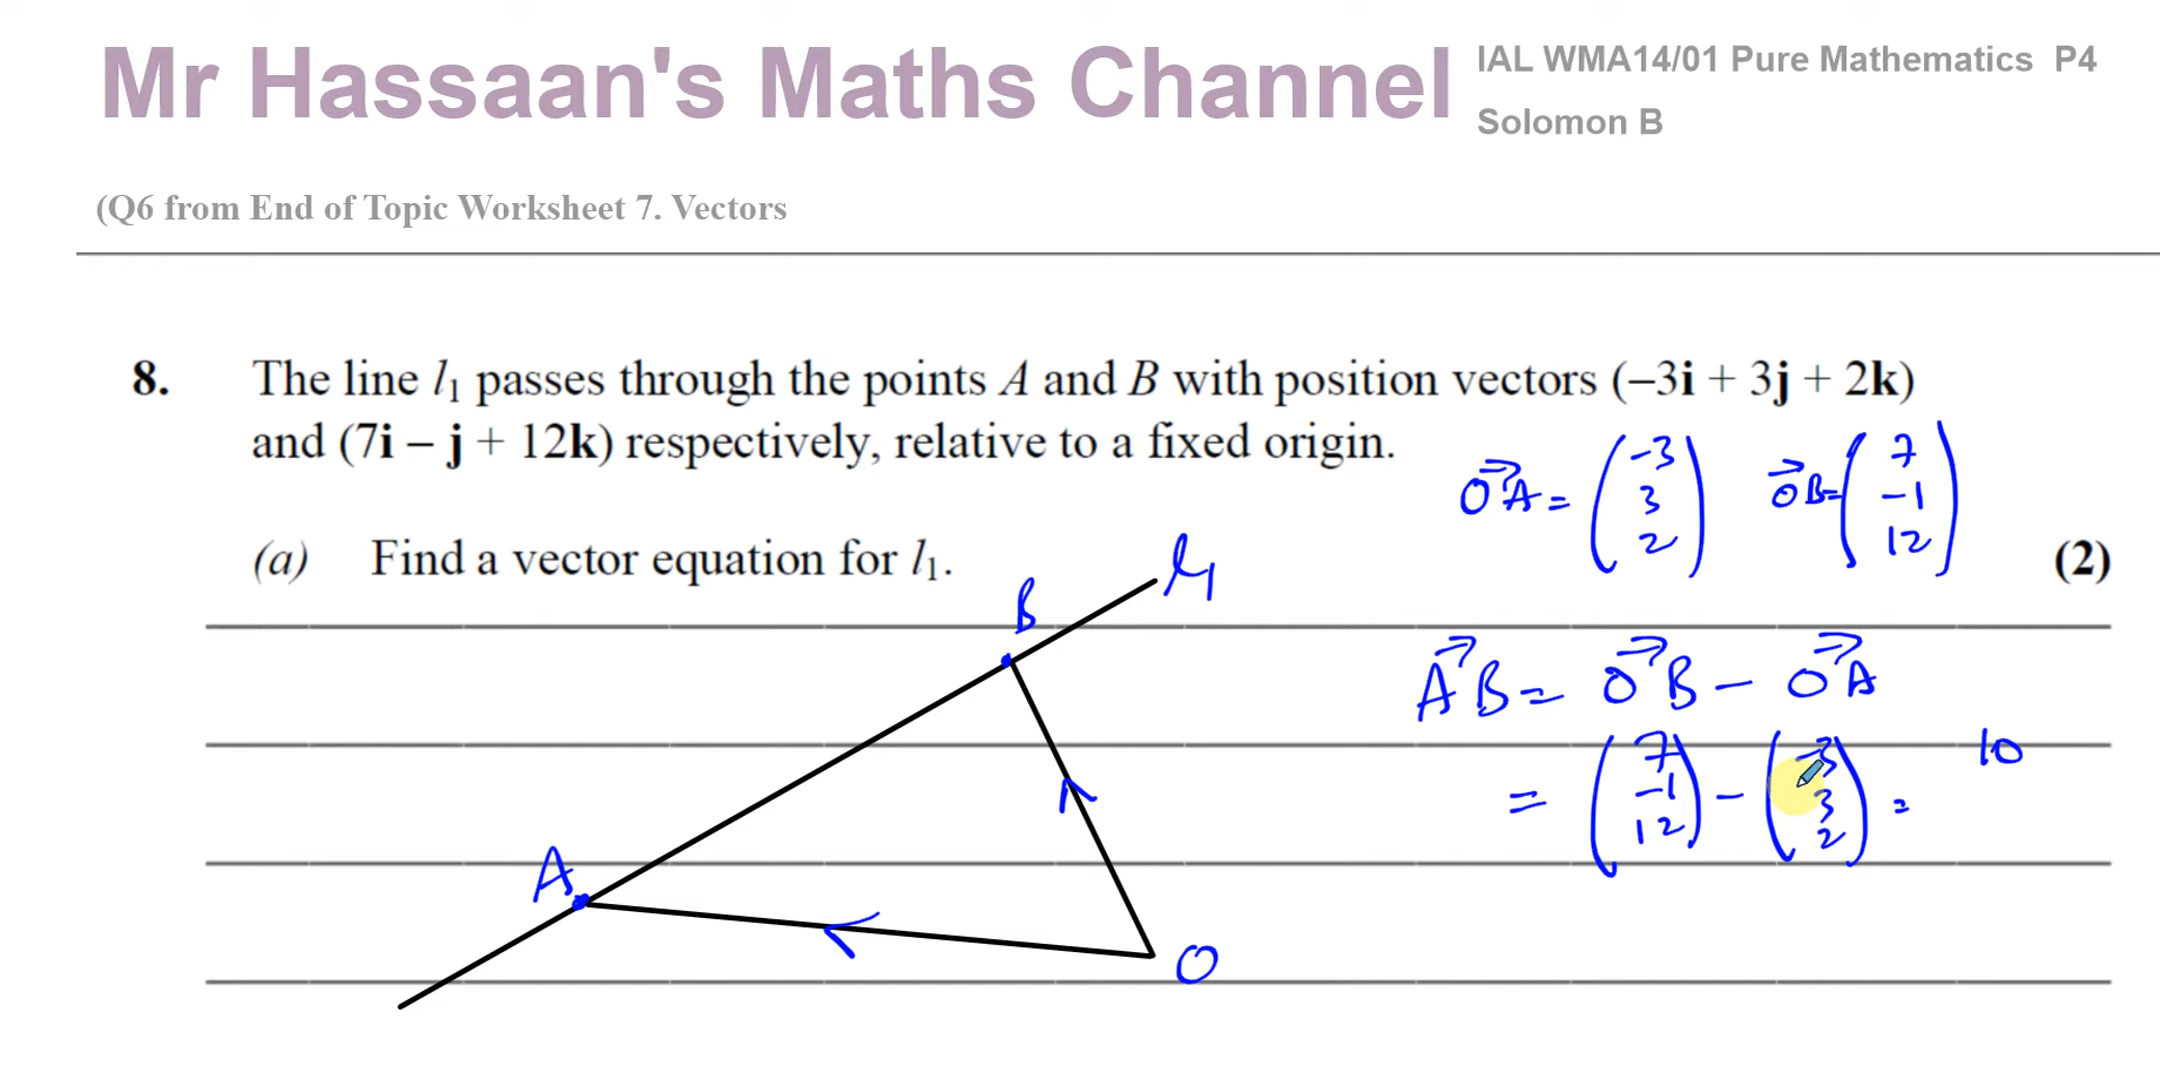 Mr Hassaan's Maths Channel
IAL WMA14/01 Pure Mathematics P4
Solomon B
(Q6 from End of Topic Worksheet 7. Vectors
8. The line l₁ passes through the points A and B with position vectors (–3i + 3j + 2k)
and (7i – j + 12k) respectively, relative to a fixed origin.
OA = (-3 3 2) OB = (7 -1 12)
(a) Find a vector equation for l₁.
(2)
l₁
B
A
O
AB = OB - OA
= (7 -1 12) - (-3 3 2) = 10